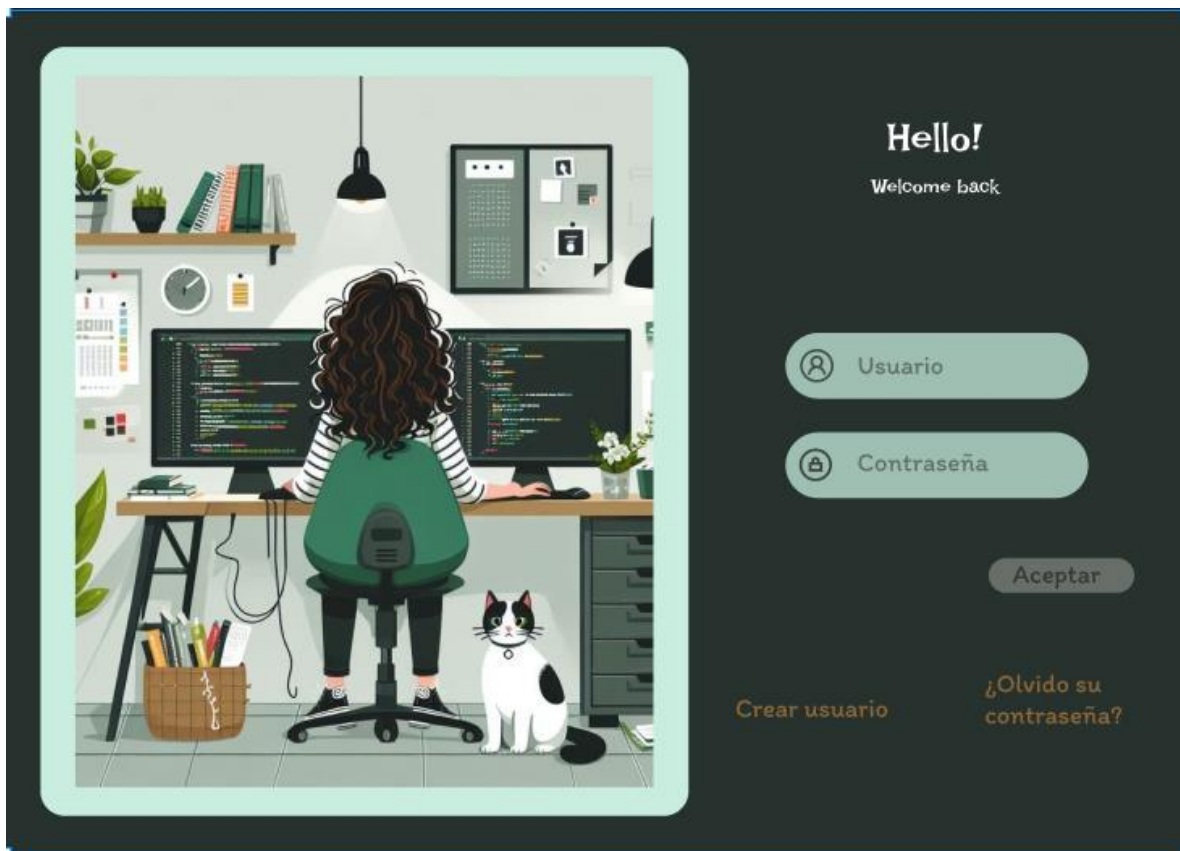 Hello!
Welcome back
Usuario
Contraseña
Aceptar
Crear usuario
¿Olvido su
contraseña?